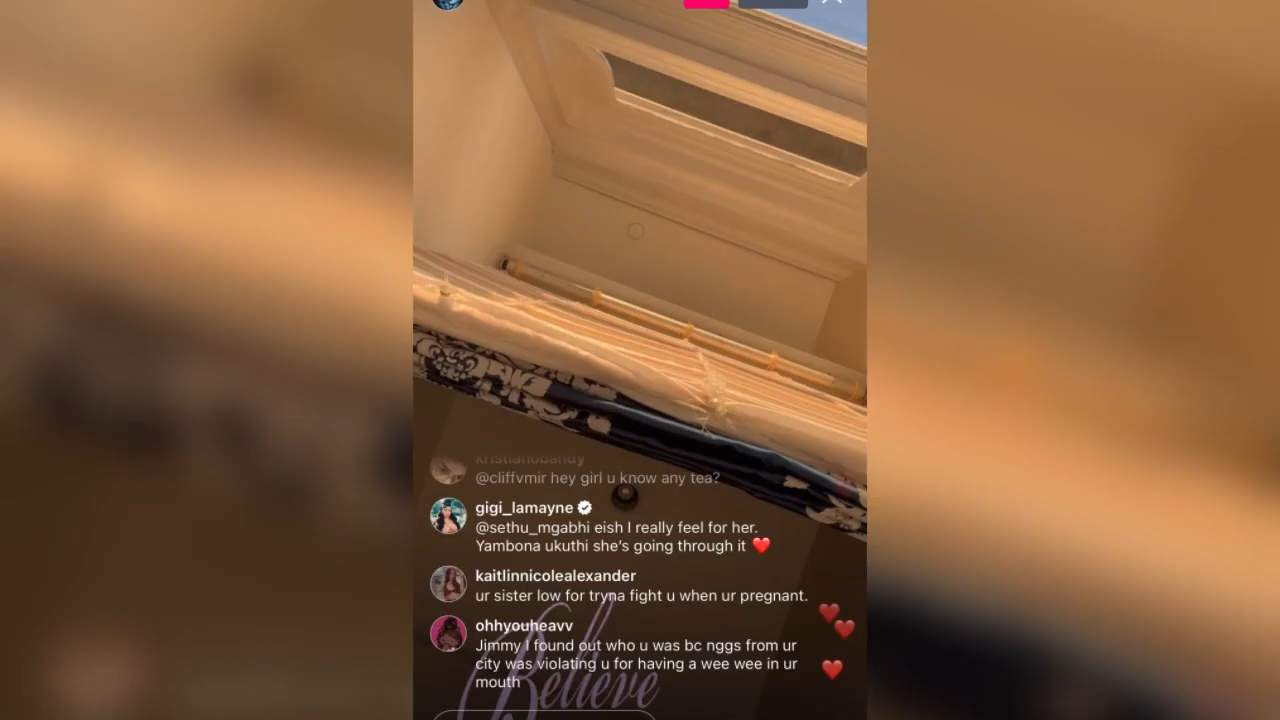 kristianobandy
@cliffvmir hey girl u know any tea?
gigi_lamayne
@sethu_mgabhi eish I really feel for her.
Yambona ukuthi she's going through it ❤️
kaitlinnicolealexander
ur sister low for tryna fight u when ur pregnant.
ohhyouheavv
Jimmy I found out who u was bc nggs from ur
city was violating u for having a wee wee in ur
mouth
Believe